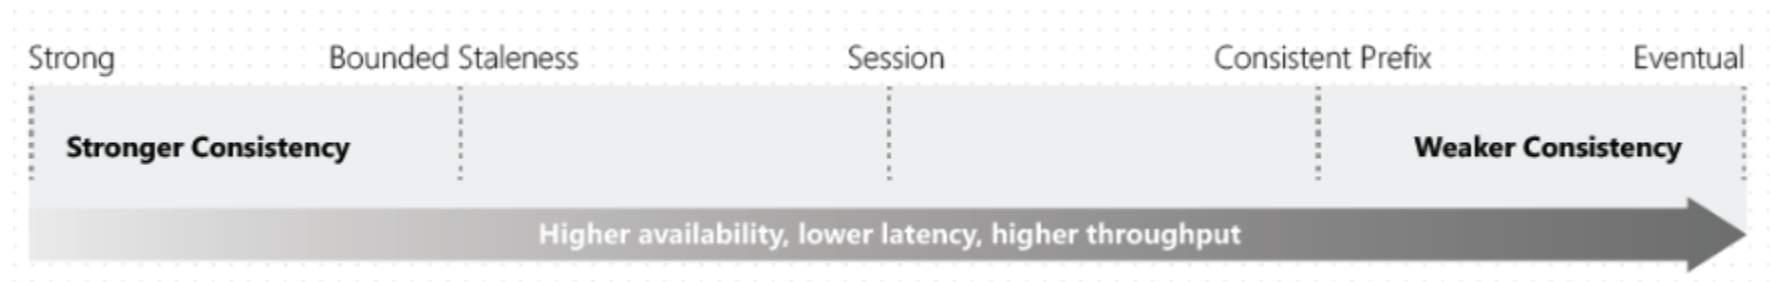 Strong Bounded Staleness Session Consistent Prefix Eventual
Stronger Consistency Weaker Consistency
Higher availability, lower latency, higher throughput